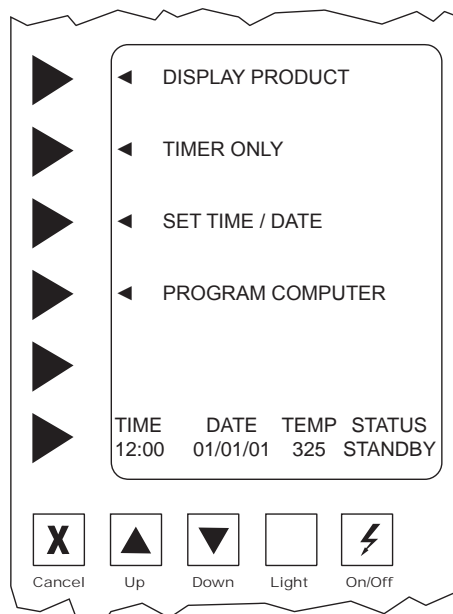 DISPLAY PRODUCT
TIMER ONLY
SET TIME / DATE
PROGRAM COMPUTER
TIME DATE TEMP STATUS
12:00 01/01/01 325 STANDBY
X
Cancel Up Down Light On/Off